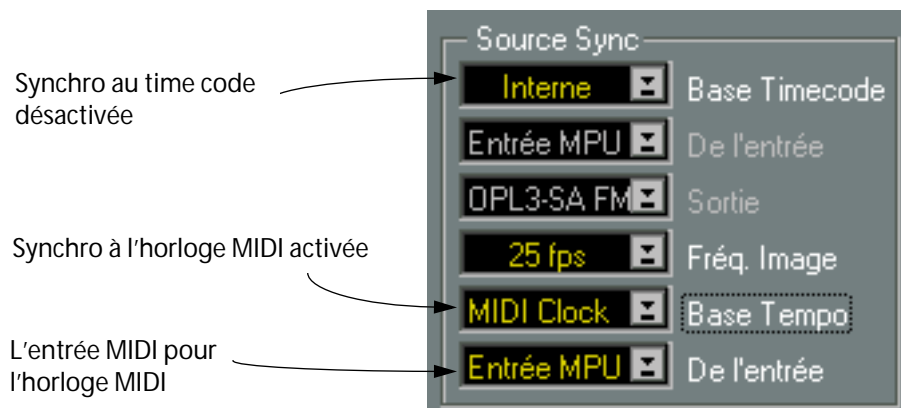 Source Sync
Synchro au time code
désactivée
Interne Base Timecode
Entrée MPU De l'entrée
OPL3-SA FM Sortie
Synchro à l'horloge MIDI activée
25 fps Fréq. Image
MIDI Clock Base Tempo
L'entrée MIDI pour
l'horloge MIDI
Entrée MPU De l'entrée